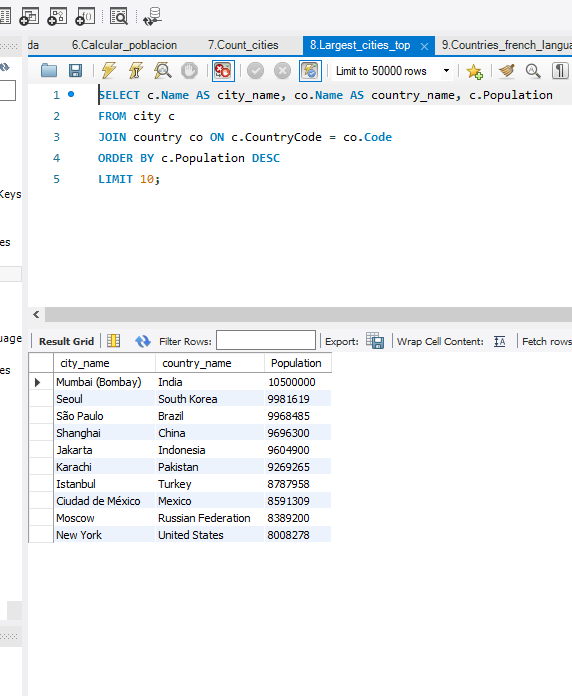 da 6.Calcular_poblacion 7.Count_cities 8.Largest_cities_top × 9.Countries_french_langua
Limit to 50000 rows
1 SELECT c.Name AS city_name, co.Name AS country_name, c.Population
2 FROM city c
3 JOIN country co ON c.CountryCode = co.Code
4 ORDER BY c.Population DESC
5 LIMIT 10;
Keys
es
uage
es
Result Grid Filter Rows: Export: Wrap Cell Content: Fetch rows
city_name country_name Population
Mumbai (Bombay) India 10500000
Seoul South Korea 9981619
São Paulo Brazil 9968485
Shanghai China 9696300
Jakarta Indonesia 9604900
Karachi Pakistan 9269265
Istanbul Turkey 8787958
Ciudad de México Mexico 8591309
Moscow Russian Federation 8389200
New York United States 8008278